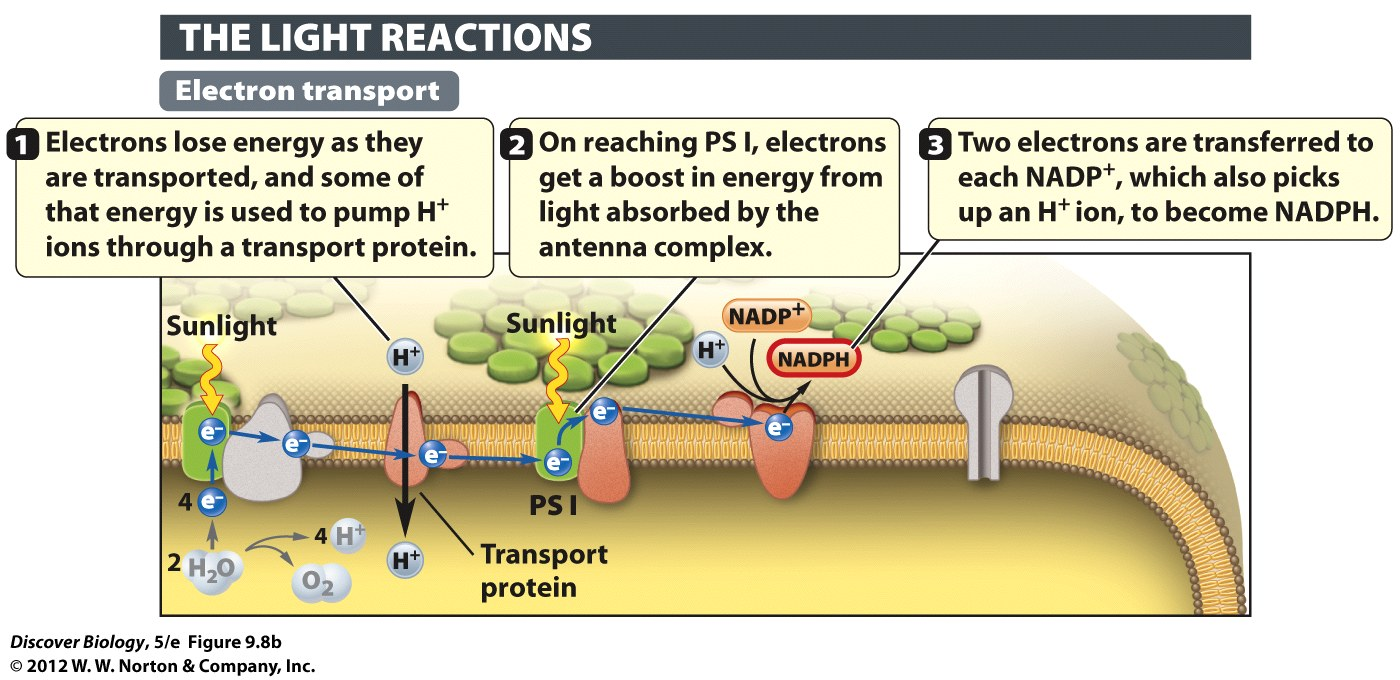 THE LIGHT REACTIONS
Electron transport
1 Electrons lose energy as they
are transported, and some of
that energy is used to pump H⁺
ions through a transport protein.
2 On reaching PS I, electrons
get a boost in energy from
light absorbed by the
antenna complex.
3 Two electrons are transferred to
each NADP⁺, which also picks
up an H⁺ ion, to become NADPH.
Sunlight
Sunlight
NADP⁺
H⁺
H⁺
NADPH
e⁻
e⁻
e⁻
e⁻
e⁻
e⁻
4 e⁻
PS I
2 H₂O
4 H⁺
O₂
H⁺
Transport
protein
Discover Biology, 5/e Figure 9.8b
© 2012 W. W. Norton & Company, Inc.